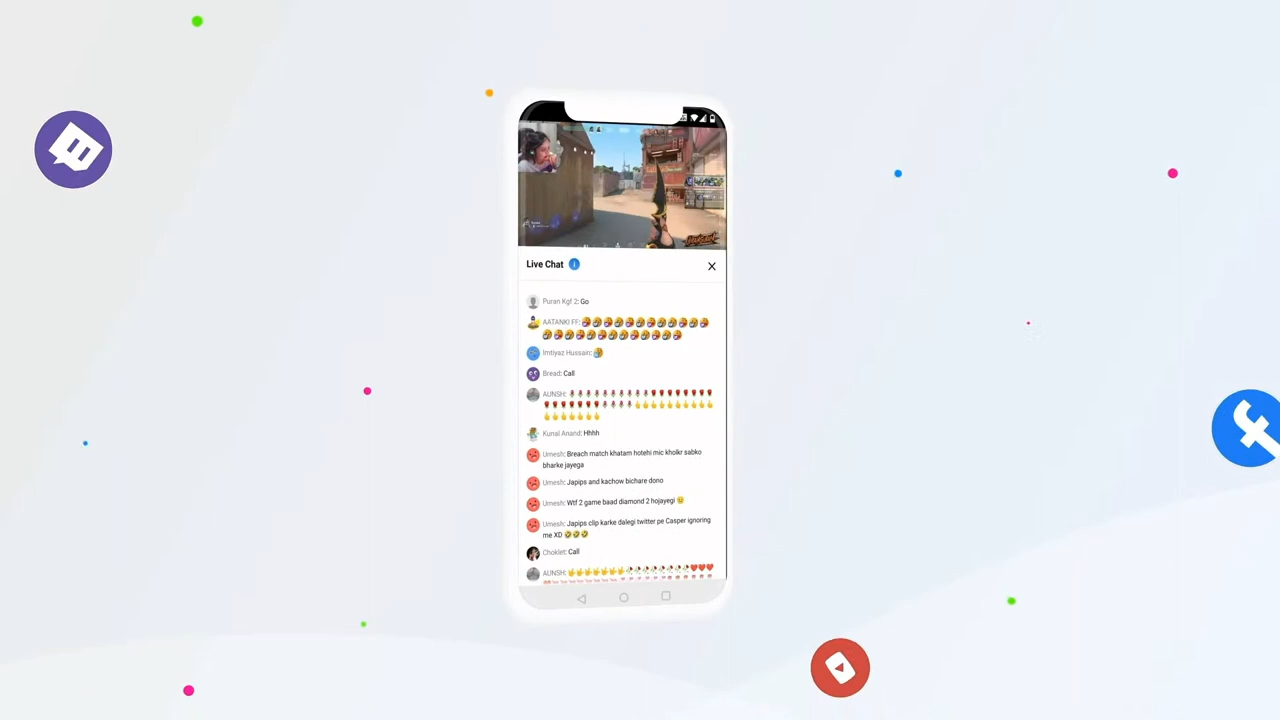 Live Chat
Puran Kgf 2: Go
AATANKI FF:
Imtiyaz Hussain:
Bread: Call
AUNSH:
Kunal Anand: Hhhh
Umesh: Breach match khatam hotehi mic kholkr sabko
bharke jayega
Umesh: Japips and kachow bichare dono
Umesh: Wtf 2 game baad diamond 2 hojayegi 😑
Umesh: Japips clip karke dalegi twitter pe Casper ignoring
me XD 🤣🤣🤣
Choklet: Call
AUNSH: